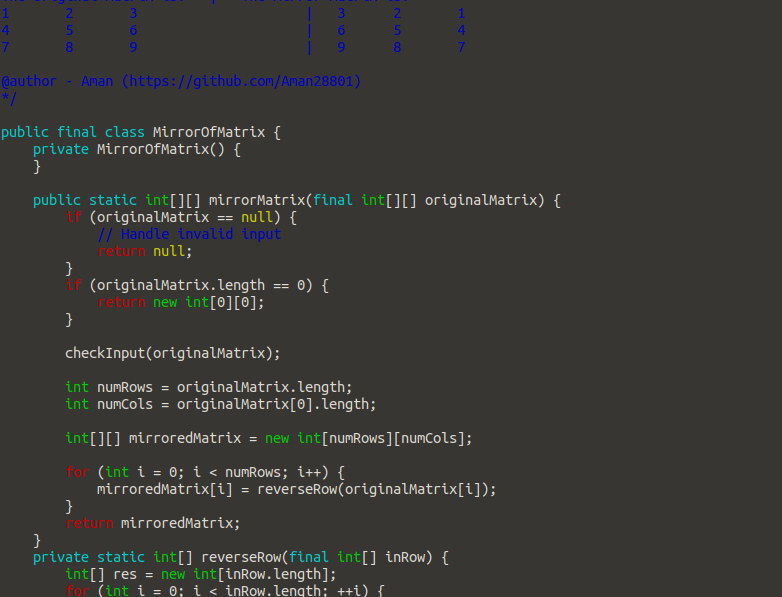 1       2       3                     |   3      2       1
4       5       6                     |   6      5       4
7       8       9                     |   9      8       7

@author - Aman (https://github.com/Aman28801)
*/

public final class MirrorOfMatrix {
    private MirrorOfMatrix() {
    }

    public static int[][] mirrorMatrix(final int[][] originalMatrix) {
        if (originalMatrix == null) {
            // Handle invalid input
            return null;
        }
        if (originalMatrix.length == 0) {
            return new int[0][0];
        }

        checkInput(originalMatrix);

        int numRows = originalMatrix.length;
        int numCols = originalMatrix[0].length;

        int[][] mirroredMatrix = new int[numRows][numCols];

        for (int i = 0; i < numRows; i++) {
            mirroredMatrix[i] = reverseRow(originalMatrix[i]);
        }
        return mirroredMatrix;
    }
    private static int[] reverseRow(final int[] inRow) {
        int[] res = new int[inRow.length];
        for (int i = 0; i < inRow.length; ++i) {